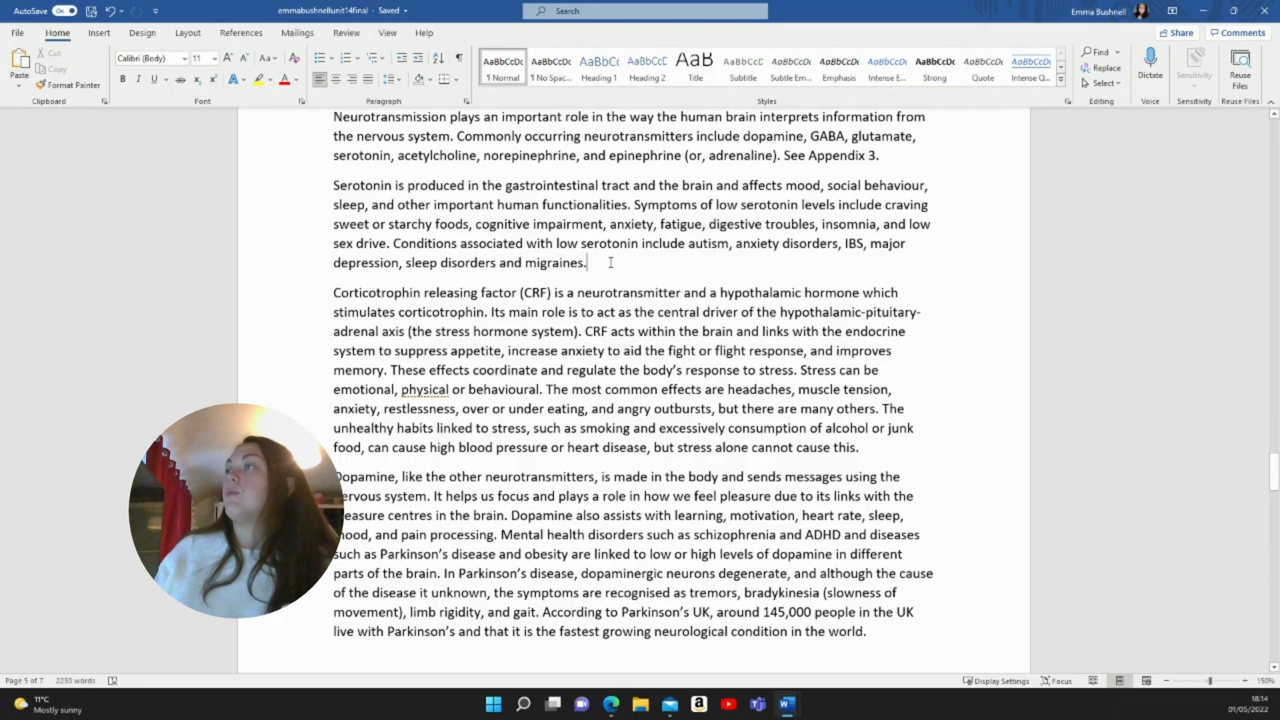 AutoSave On
emmabushnellunit14final - Saved
Search
Emma Bushnell
File Home Insert Design Layout References Mailings Review View Help
Share Comments
Paste
Cut
Copy
Format Painter
Clipboard
Calibri (Body) 11
Font
Paragraph
AaBbCcDc AaBbCcDc AaBbCc AaBbCcC AaB AaBbCcC AaBbCcDc AaBbCcDc AaBbCcDc AaBbCcDc AaBbCcDc AaBbCcDc
¶ Normal ¶ No Spac... Heading 1 Heading 2 Title Subtitle Subtle Em... Emphasis Intense E... Strong Quote Intense Q...
Styles
Find
Replace
Select
Editing
Dictate
Voice
Sensitivity
Sensitivity
Reuse
Files
Reuse Files
Neurotransmission plays an important role in the way the human brain interprets information from
the nervous system. Commonly occurring neurotransmitters include dopamine, GABA, glutamate,
serotonin, acetylcholine, norepinephrine, and epinephrine (or, adrenaline). See Appendix 3.
Serotonin is produced in the gastrointestinal tract and the brain and affects mood, social behaviour,
sleep, and other important human functionalities. Symptoms of low serotonin levels include craving
sweet or starchy foods, cognitive impairment, anxiety, fatigue, digestive troubles, insomnia, and low
sex drive. Conditions associated with low serotonin include autism, anxiety disorders, IBS, major
depression, sleep disorders and migraines.
Corticotrophin releasing factor (CRF) is a neurotransmitter and a hypothalamic hormone which
stimulates corticotrophin. Its main role is to act as the central driver of the hypothalamic-pituitary-
adrenal axis (the stress hormone system). CRF acts within the brain and links with the endocrine
system to suppress appetite, increase anxiety to aid the fight or flight response, and improves
memory. These effects coordinate and regulate the body's response to stress. Stress can be
emotional, physical or behavioural. The most common effects are headaches, muscle tension,
anxiety, restlessness, over or under eating, and angry outbursts, but there are many others. The
unhealthy habits linked to stress, such as smoking and excessively consumption of alcohol or junk
food, can cause high blood pressure or heart disease, but stress alone cannot cause this.
Dopamine, like the other neurotransmitters, is made in the body and sends messages using the
nervous system. It helps us focus and plays a role in how we feel pleasure due to its links with the
pleasure centres in the brain. Dopamine also assists with learning, motivation, heart rate, sleep,
mood, and pain processing. Mental health disorders such as schizophrenia and ADHD and diseases
such as Parkinson's disease and obesity are linked to low or high levels of dopamine in different
parts of the brain. In Parkinson's disease, dopaminergic neurons degenerate, and although the cause
of the disease it unknown, the symptoms are recognised as tremors, bradykinesia (slowness of
movement), limb rigidity, and gait. According to Parkinson's UK, around 145,000 people in the UK
live with Parkinson's and that it is the fastest growing neurological condition in the world.
Page 5 of 7 2230 words
Display Settings Focus 150%
11°C
Mostly sunny
18:14
01/05/2022